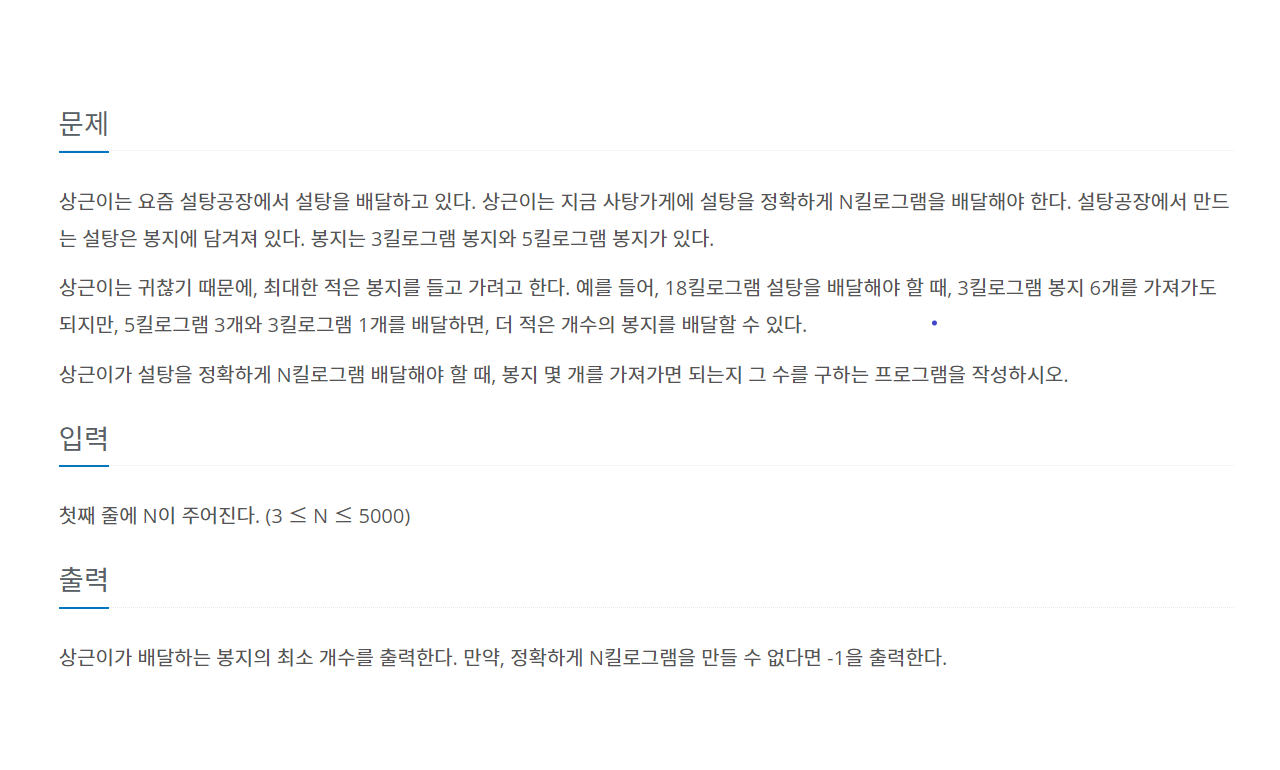 문제
상근이는 요즘 설탕공장에서 설탕을 배달하고 있다. 상근이는 지금 사탕가게에 설탕을 정확하게 N킬로그램을 배달해야 한다. 설탕공장에서 만드
는 설탕은 봉지에 담겨져 있다. 봉지는 3킬로그램 봉지와 5킬로그램 봉지가 있다.
상근이는 귀찮기 때문에, 최대한 적은 봉지를 들고 가려고 한다. 예를 들어, 18킬로그램 설탕을 배달해야 할 때, 3킬로그램 봉지 6개를 가져가도
되지만, 5킬로그램 3개와 3킬로그램 1개를 배달하면, 더 적은 개수의 봉지를 배달할 수 있다.
상근이가 설탕을 정확하게 N킬로그램 배달해야 할 때, 봉지 몇 개를 가져가면 되는지 그 수를 구하는 프로그램을 작성하시오.
입력
첫째 줄에 N이 주어진다. (3 ≤ N ≤ 5000)
출력
상근이가 배달하는 봉지의 최소 개수를 출력한다. 만약, 정확하게 N킬로그램을 만들 수 없다면 -1을 출력한다.